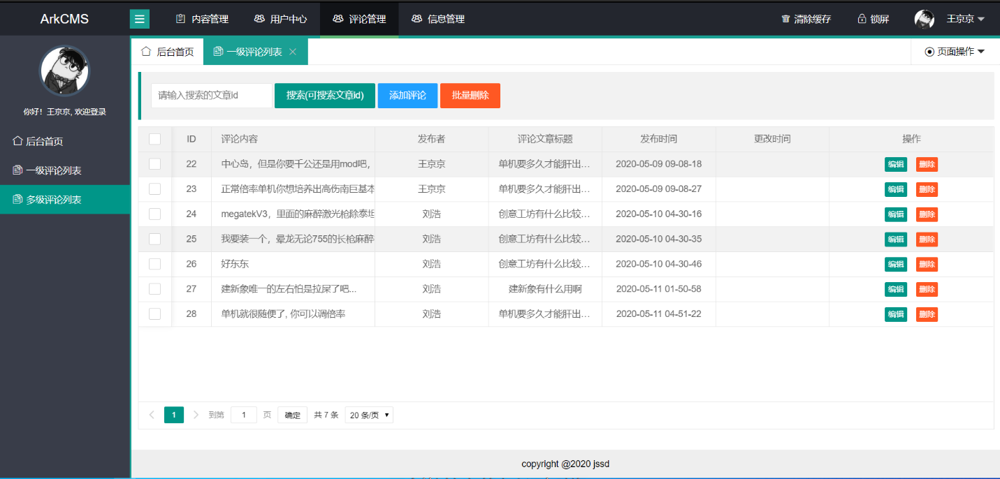 ArkCMS 内容管理 用户中心 评论管理 信息管理 清除缓存 锁屏 王京京
后台首页 一级评论列表 页面操作
你好！王京京, 欢迎登录
后台首页
一级评论列表
多级评论列表
请输入搜索的文章id 搜索(可搜索文章id) 添加评论 批量删除
ID 评论内容 发布者 评论文章标题 发布时间 更改时间 操作
22 中心岛，但是你要千公还是用mod吧， 王京京 单机要多久才能肝出... 2020-05-09 09-08-18 编辑 删除
23 正常倍率单机你想培养出高伤南巨基本 王京京 单机要多久才能肝出... 2020-05-09 09-08-27 编辑 删除
24 megatekV3，里面的麻醉激光枪除泰坦 刘浩 创意工坊有什么比较... 2020-05-10 04-30-16 编辑 删除
25 我要装一个，晕龙无论755的长枪麻醉 刘浩 创意工坊有什么比较... 2020-05-10 04-30-35 编辑 删除
26 好东东 刘浩 创意工坊有什么比较... 2020-05-10 04-30-46 编辑 删除
27 建新象唯一的左右怕是拉屎了吧... 刘浩 建新象有什么用啊 2020-05-11 01-50-58 编辑 删除
28 单机就很随便了, 你可以调倍率 刘浩 单机要多久才能肝出... 2020-05-11 04-51-22 编辑 删除
1 到第 1 页 确定 共 7 条 20 条/页
copyright @2020 jssd